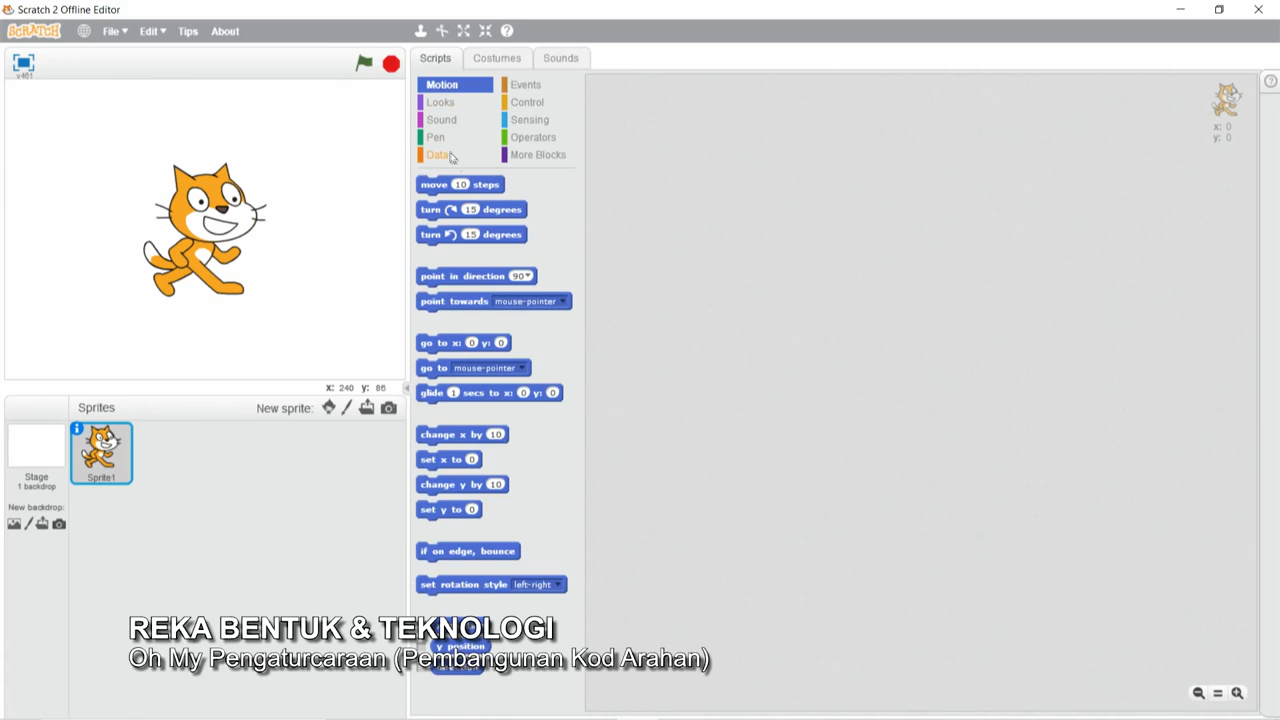 Scratch 2 Offline Editor
SCRATCH File Edit Tips About
v461
Scripts Costumes Sounds
Motion Events
Looks Control
Sound Sensing
Pen Operators
Data More Blocks
x: 0
y: 0
move 10 steps
turn 15 degrees
turn 15 degrees
point in direction 90
point towards mouse-pointer
go to x: 0 y: 0
go to mouse-pointer
glide 1 secs to x: 0 y: 0
change x by 10
set x to 0
change y by 10
set y to 0
if on edge, bounce
set rotation style left-right
y position
x: 240 y: 86
Sprites New sprite:
Sprite1
Stage
1 backdrop
New backdrop:
REKA BENTUK & TEKNOLOGI
Oh My Pengaturcaraan (Pembangunan Kod Arahan)